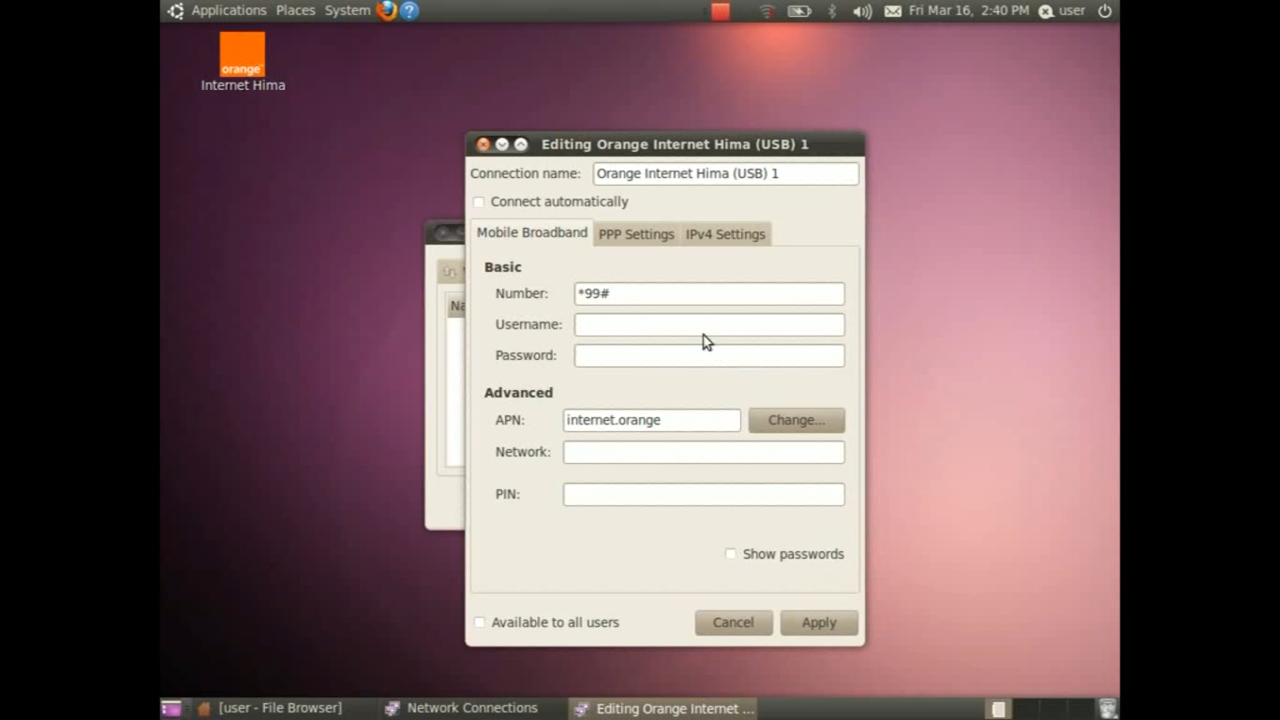 Applications Places System
Fri Mar 16, 2:40 PM user
orange
Internet Hima
Editing Orange Internet Hima (USB) 1
Connection name: Orange Internet Hima (USB) 1
Connect automatically
Mobile Broadband PPP Settings IPv4 Settings
Basic
Number: *99#
Username:
Password:
Advanced
APN: internet.orange Change...
Network:
PIN:
Show passwords
Available to all users Cancel Apply
[user - File Browser] Network Connections Editing Orange Internet ...